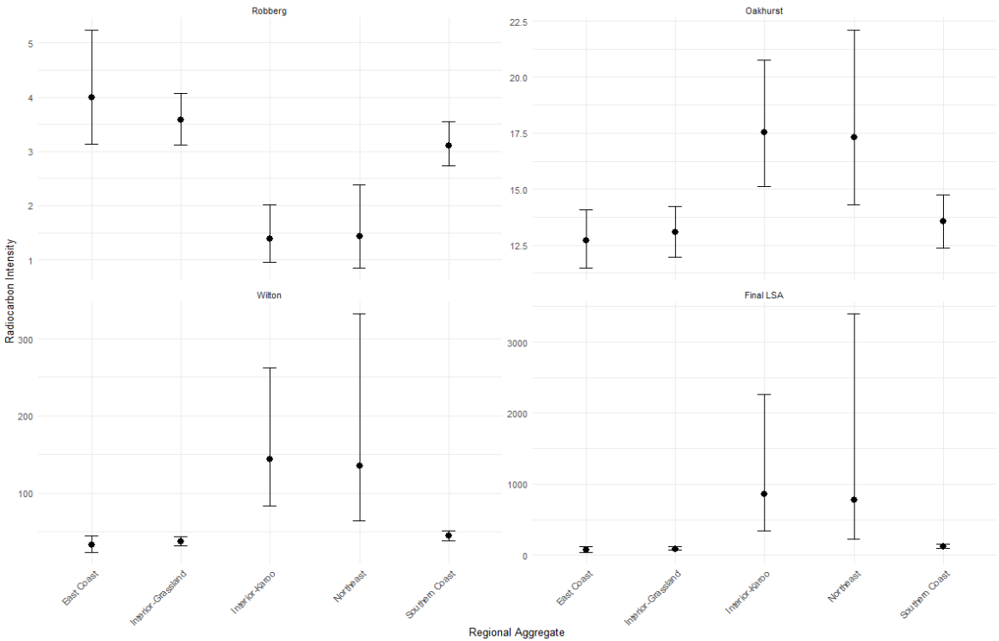 Robberg
5
4
3
2
1
Oakhurst
22.5
20.0
17.5
15.0
12.5
Radiocarbon Intensity
Wilton
300
200
100
Final LSA
3000
2000
1000
0
East Coast
Interior-Grassland
Interior-Karoo
Northeast
Southern Coast
East Coast
Interior-Grassland
Interior-Karoo
Northeast
Southern Coast
Regional Aggregate